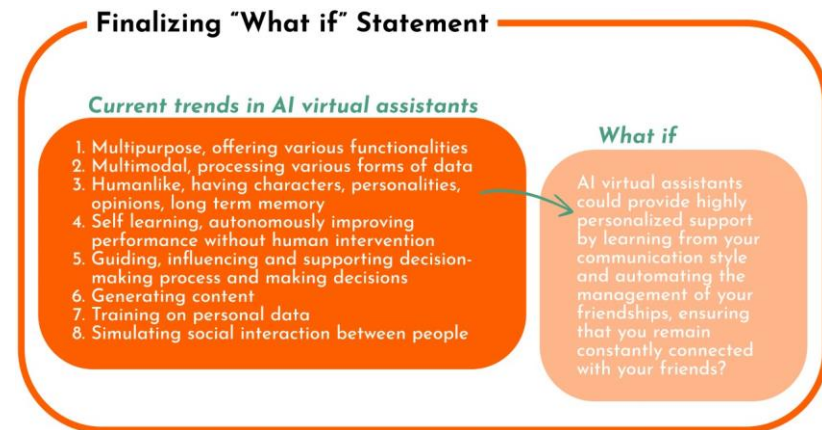 Finalizing “What if” Statement
Current trends in AI virtual assistants
1. Multipurpose, offering various functionalities
2. Multimodal, processing various forms of data
3. Humanlike, having characters, personalities,
opinions, long term memory
4. Self learning, autonomously improving
performance without human intervention
5. Guiding, influencing and supporting decision-
making process and making decisions
6. Generating content
7. Training on personal data
8. Simulating social interaction between people
What if
AI virtual assistants
could provide highly
personalized support
by learning from your
communication style
and automating the
management of your
friendships, ensuring
that you remain
constantly connected
with your friends?